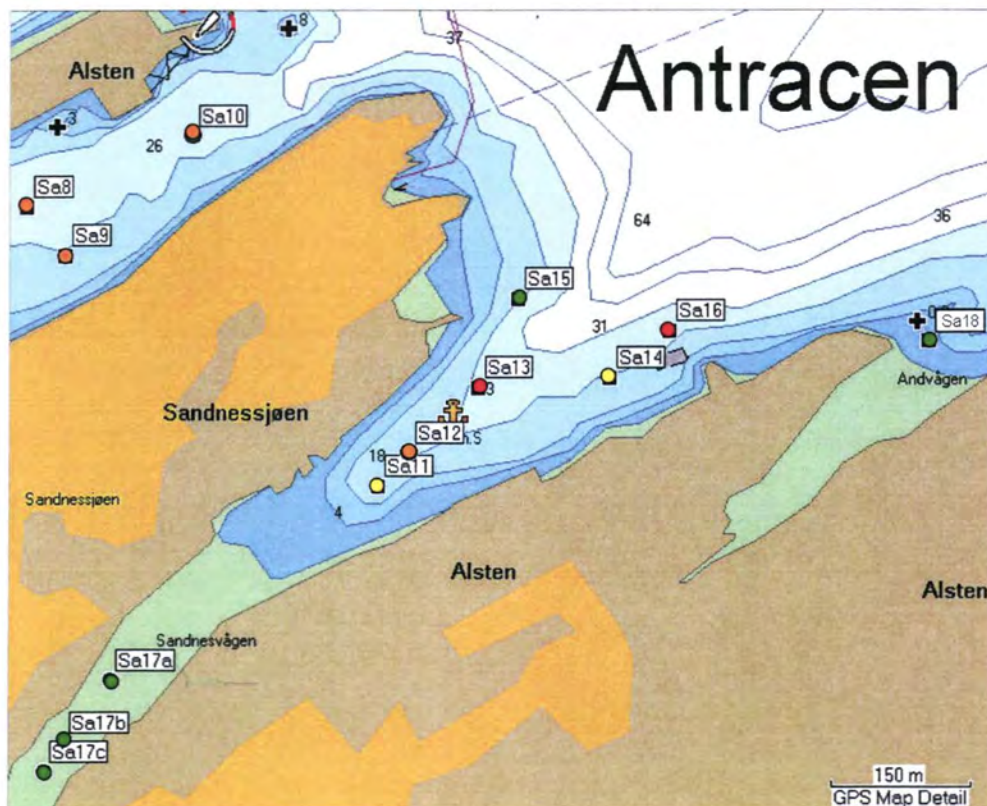 8
37
Alsten
Antracen
3
Sa10
26
Sa8
64
36
Sa9
Sa15
31
Sa16
Sa18
Sa14
Sa13
3
Andvågen
Sandnessjøen
Sa12
18
Sa11
Sandnessjøen
4
Alsten
Alsten
Sandnesvågen
Sa17a
Sa17b
Sa17c
150 m
GPS Map Detail